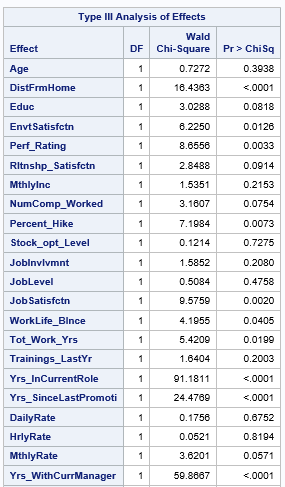 Type III Analysis of Effects
Effect DF Wald Chi-Square Pr > ChiSq
Age 1 0.7272 0.3938
DistFrmHome 1 16.4363 <.0001
Educ 1 3.0288 0.0818
EnvtSatisfctn 1 6.2250 0.0126
Perf_Rating 1 8.6556 0.0033
Rltnshp_Satisfctn 1 2.8488 0.0914
MthlyInc 1 1.5351 0.2153
NumComp_Worked 1 3.1607 0.0754
Percent_Hike 1 7.1984 0.0073
Stock_opt_Level 1 0.1214 0.7275
JobInvlvmnt 1 1.5852 0.2080
JobLevel 1 0.5084 0.4758
JobSatisfctn 1 9.5759 0.0020
WorkLife_Blnce 1 4.1955 0.0405
Tot_Work_Yrs 1 5.4209 0.0199
Trainings_LastYr 1 1.6404 0.2003
Yrs_InCurrentRole 1 91.1811 <.0001
Yrs_SinceLastPromoti 1 24.4769 <.0001
DailyRate 1 0.1756 0.6752
HrlyRate 1 0.0521 0.8194
MthlyRate 1 3.6201 0.0571
Yrs_WithCurrManager 1 59.8667 <.0001